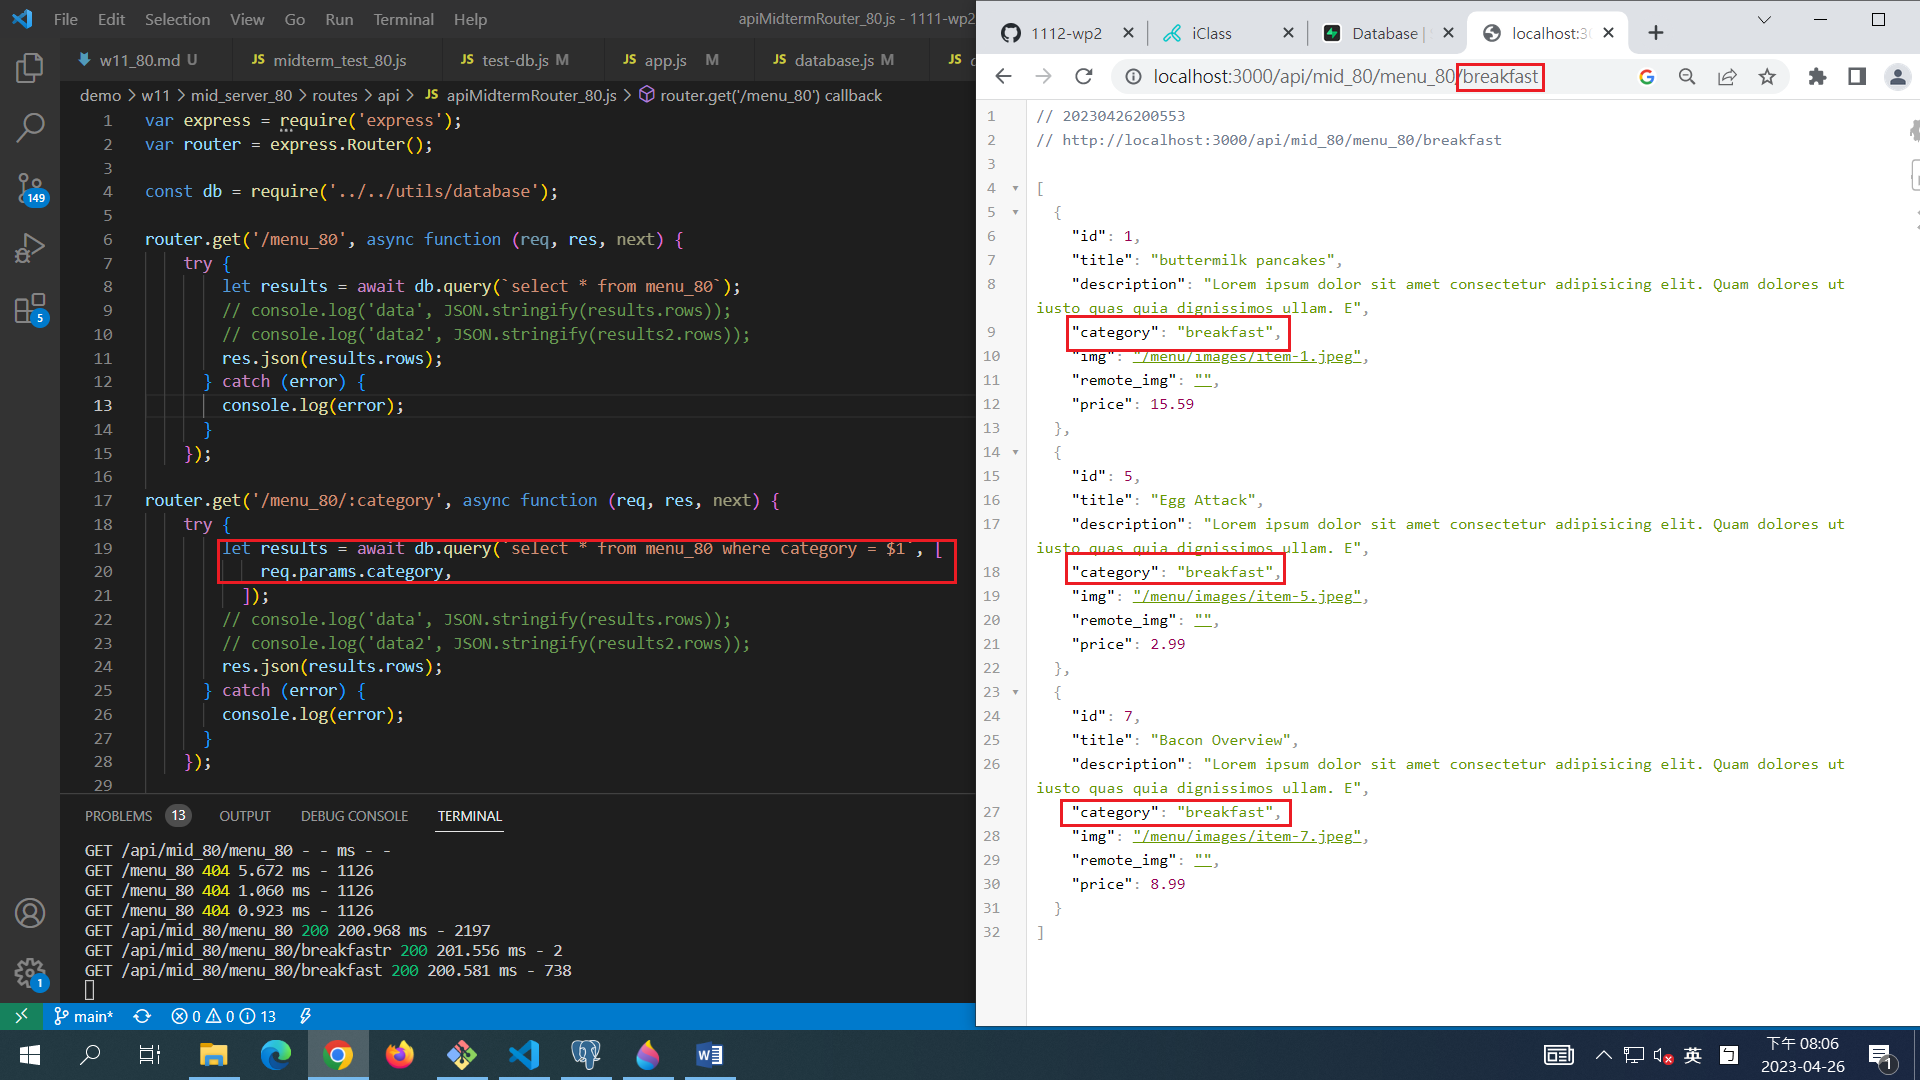 File Edit Selection View Go Run Terminal Help apiMidtermRouter_80.js - 1111-wp2
w11_80.md U JS midterm_test_80.js JS test-db.js M JS app.js M JS database.js M JS
demo > w11 > mid_server_80 > routes > api > JS apiMidtermRouter_80.js > router.get('/menu_80') callback
1 var express = require('express');
2 var router = express.Router();
3
4 const db = require('../../utils/database');
5
6 router.get('/menu_80', async function (req, res, next) {
7 try {
8 let results = await db.query(`select * from menu_80`);
9 // console.log('data', JSON.stringify(results.rows));
10 // console.log('data2', JSON.stringify(results2.rows));
11 res.json(results.rows);
12 } catch (error) {
13 console.log(error);
14 }
15 });
16
17 router.get('/menu_80/:category', async function (req, res, next) {
18 try {
19 let results = await db.query(`select * from menu_80 where category = $1`, [
20 req.params.category,
21 ]);
22 // console.log('data', JSON.stringify(results.rows));
23 // console.log('data2', JSON.stringify(results2.rows));
24 res.json(results.rows);
25 } catch (error) {
26 console.log(error);
27 }
28 });
29
149
5
PROBLEMS 13 OUTPUT DEBUG CONSOLE TERMINAL
GET /api/mid_80/menu_80 - - ms - -
GET /menu_80 404 5.672 ms - 1126
GET /menu_80 404 1.060 ms - 1126
GET /menu_80 404 0.923 ms - 1126
GET /api/mid_80/menu_80 200 200.968 ms - 2197
GET /api/mid_80/menu_80/breakfastr 200 201.556 ms - 2
GET /api/mid_80/menu_80/breakfast 200 200.581 ms - 738
1
main* 0 0 13
1112-wp2 iClass Database | localhost:3
localhost:3000/api/mid_80/menu_80/breakfast
1 // 20230426200553
2 // http://localhost:3000/api/mid_80/menu_80/breakfast
3
4 [
5 {
6 "id": 1,
7 "title": "buttermilk pancakes",
8 "description": "Lorem ipsum dolor sit amet consectetur adipisicing elit. Quam dolores ut
iusto quas quia dignissimos ullam. E",
9 "category": "breakfast",
10 "img": "/menu/images/item-1.jpeg",
11 "remote_img": "",
12 "price": 15.59
13 },
14 {
15 "id": 5,
16 "title": "Egg Attack",
17 "description": "Lorem ipsum dolor sit amet consectetur adipisicing elit. Quam dolores ut
iusto quas quia dignissimos ullam. E",
18 "category": "breakfast",
19 "img": "/menu/images/item-5.jpeg",
20 "remote_img": "",
21 "price": 2.99
22 },
23 {
24 "id": 7,
25 "title": "Bacon Overview",
26 "description": "Lorem ipsum dolor sit amet consectetur adipisicing elit. Quam dolores ut
iusto quas quia dignissimos ullam. E",
27 "category": "breakfast",
28 "img": "/menu/images/item-7.jpeg",
29 "remote_img": "",
30 "price": 8.99
31 }
32 ]
英 下午 08:06
2023-04-26 1